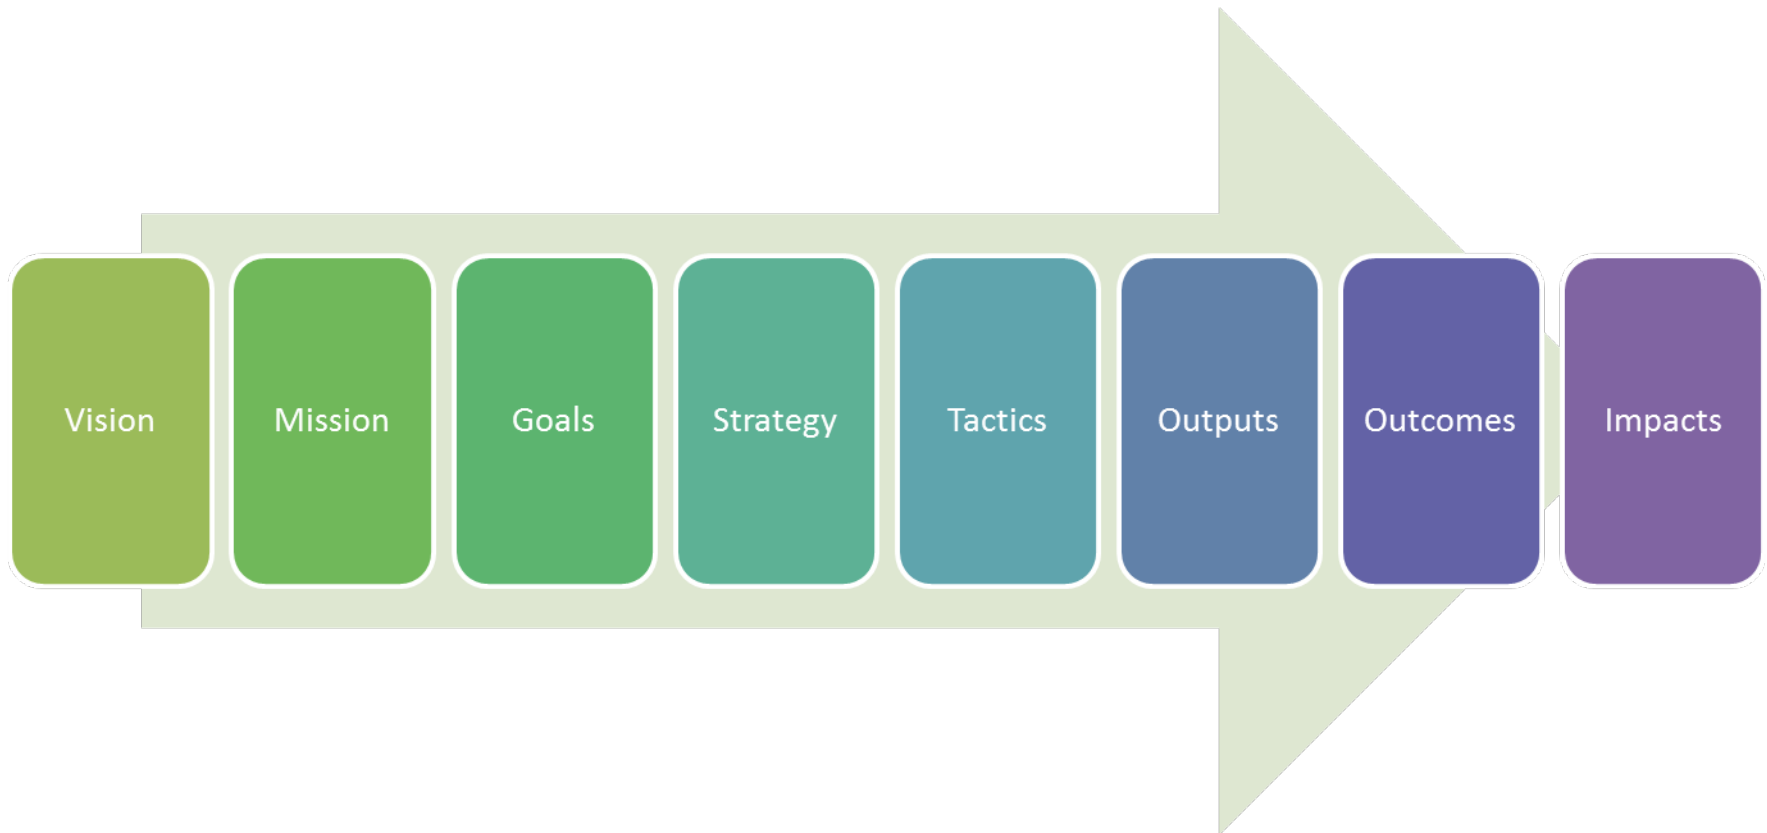 Vision
Mission
Goals
Strategy
Tactics
Outputs
Outcomes
Impacts